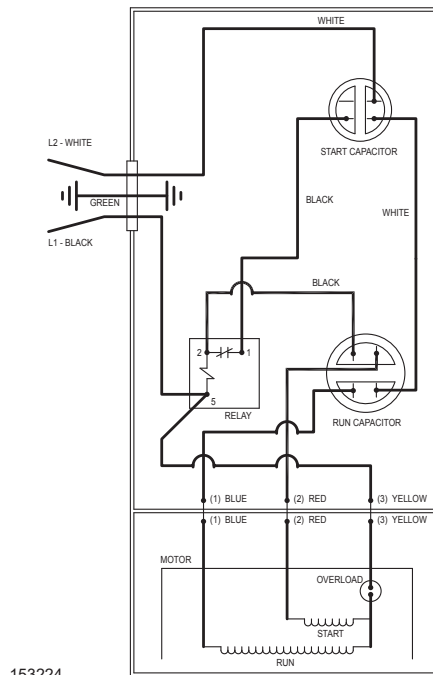 WHITE
START CAPACITOR
L2 - WHITE
GREEN
L1 - BLACK
BLACK
WHITE
BLACK
2
1
5
RELAY
RUN CAPACITOR
(1) BLUE
(2) RED
(3) YELLOW
(1) BLUE
(2) RED
(3) YELLOW
MOTOR
OVERLOAD
START
RUN
153224